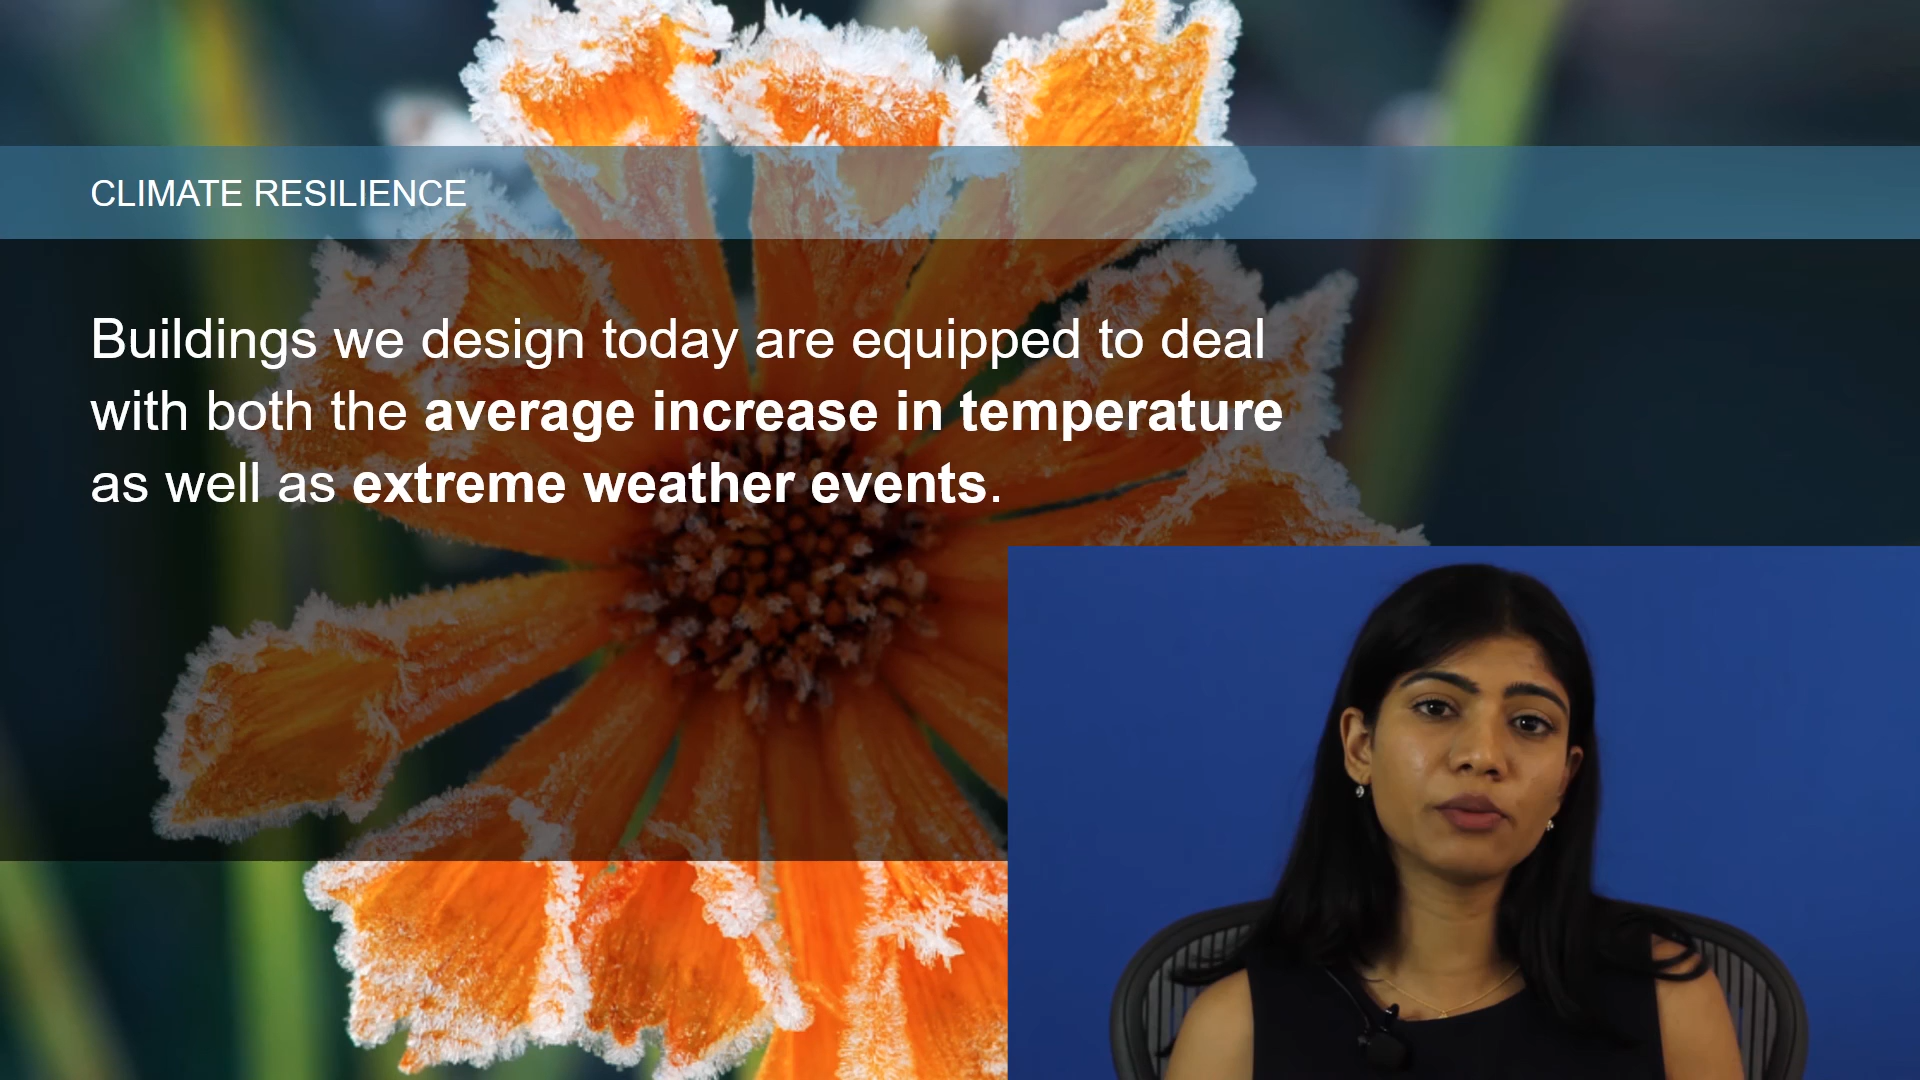 CLIMATE RESILIENCE
Buildings we design today are equipped to deal
with both the average increase in temperature
as well as extreme weather events.